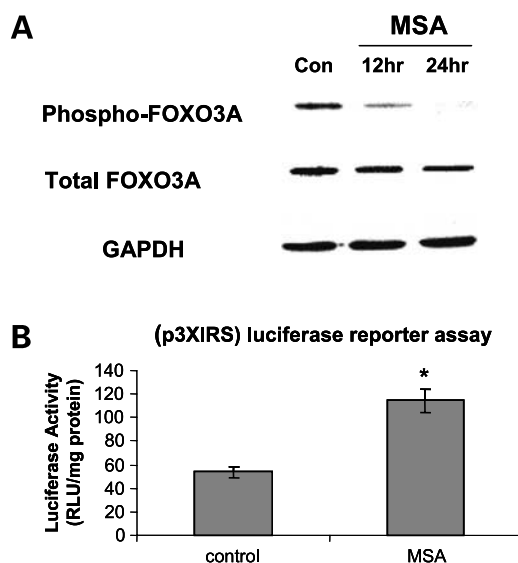 A
MSA
Con 12hr 24hr
Phospho-FOXO3A
Total FOXO3A
GAPDH
B
(p3XIRS) luciferase reporter assay
Luciferase Activity
(RLU/mg protein)
140
120
100
80
60
40
20
0
*
control MSA